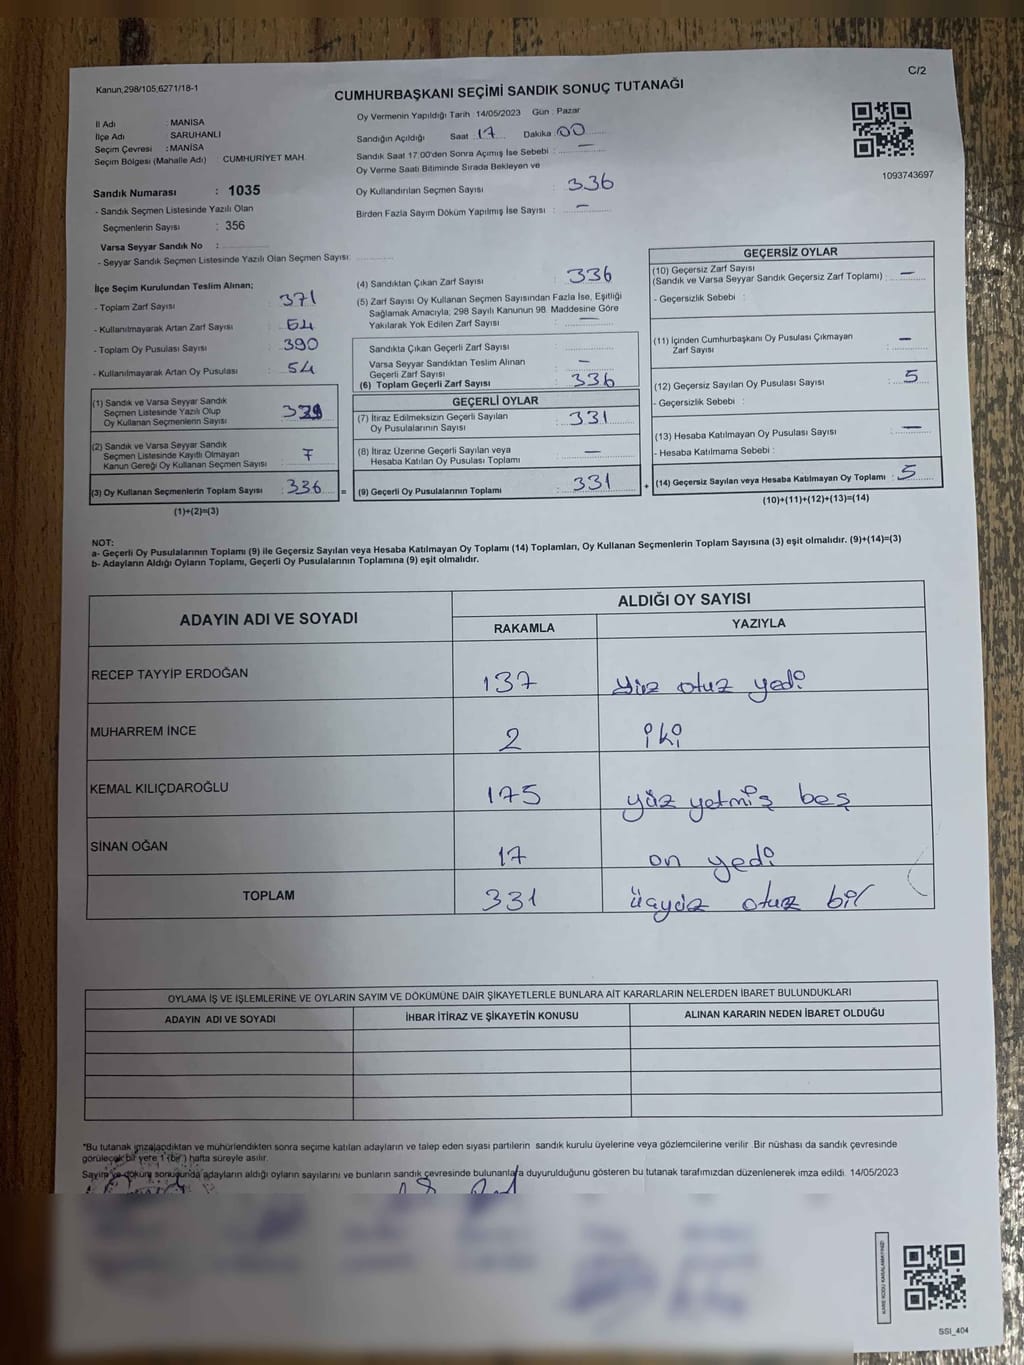 C/2
Kanun,298/105,6271/18-1
CUMHURBAŞKANI SEÇİMİ SANDIK SONUÇ TUTANAĞI
İl Adı : MANİSA
İlçe Adı : SARUHANLI
Seçim Çevresi : MANİSA
Seçim Bölgesi (Mahalle Adı) CUMHURİYET MAH.
Sandık Numarası : 1035
- Sandık Seçmen Listesinde Yazılı Olan
Seçmenlerin Sayısı : 356
Varsa Seyyar Sandık No :
- Seyyar Sandık Seçmen Listesinde Yazılı Olan Seçmen Sayısı:
Oy Vermenin Yapıldığı Tarih : 14/05/2023 Gün : Pazar
Sandığın Açıldığı Saat 17 Dakika 00
Sandık Saat 17:00'den Sonra Açımış İse Sebebi : —
Oy Verme Saati Bitiminde Sırada Bekleyen ve
Oy Kullandırılan Seçmen Sayısı : 336
Birden Fazla Sayım Döküm Yapılmış İse Sayısı : —
1093743697
İlçe Seçim Kurulundan Teslim Alınan;
- Toplam Zarf Sayısı : 371
- Kullanılmayarak Artan Zarf Sayısı :
- Toplam Oy Pusulası Sayısı : 390
- Kullanılmayarak Artan Oy Pusulası : 54
(1) Sandık ve Varsa Seyyar Sandık
Seçmen Listesinde Yazılı Olup
Oy Kullanan Seçmenlerin Sayısı :
(2) Sandık ve Varsa Seyyar Sandık
Seçmen Listesinde Kayıtlı Olmayan
Kanun Gereği Oy Kullanan Seçmen Sayısı : 7
(3) Oy Kullanan Seçmenlerin Toplam Sayısı : 336 =
(1)+(2)=(3)
(4) Sandıktan Çıkan Zarf Sayısı : 336
(5) Zarf Sayısı Oy Kullanan Seçmen Sayısından Fazla İse, Eşitliği
Sağlamak Amacıyla; 298 Sayılı Kanunun 98. Maddesine Göre
Yakılarak Yok Edilen Zarf Sayısı : —
Sandıkta Çıkan Geçerli Zarf Sayısı :
Varsa Seyyar Sandıktan Teslim Alınan
Geçerli Zarf Sayısı : —
(6) Toplam Geçerli Zarf Sayısı : 336
GEÇERLİ OYLAR
(7) İtiraz Edilmeksizin Geçerli Sayılan
Oy Pusulalarının Sayısı : 331
(8) İtiraz Üzerine Geçerli Sayılan veya
Hesaba Katılan Oy Pusulası Toplamı : —
(9) Geçerli Oy Pusulalarının Toplamı : 331 +
GEÇERSİZ OYLAR
(10) Geçersiz Zarf Sayısı
(Sandık ve Varsa Seyyar Sandık Geçersiz Zarf Toplamı) : —
- Geçersizlik Sebebi :
(11) İçinden Cumhurbaşkanı Oy Pusulası Çıkmayan
Zarf Sayısı : —
(12) Geçersiz Sayılan Oy Pusulası Sayısı : 5
- Geçersizlik Sebebi :
(13) Hesaba Katılmayan Oy Pusulası Sayısı : —
- Hesaba Katılmama Sebebi :
(14) Geçersiz Sayılan veya Hesaba Katılmayan Oy Toplamı : 5
(10)+(11)+(12)+(13)=(14)
NOT:
a- Geçerli Oy Pusulalarının Toplamı (9) ile Geçersiz Sayılan veya Hesaba Katılmayan Oy Toplamı (14) Toplamları, Oy Kullanan Seçmenlerin Toplam Sayısına (3) eşit olmalıdır. (9)+(14)=(3)
b- Adayların Aldığı Oyların Toplamı, Geçerli Oy Pusulalarının Toplamına (9) eşit olmalıdır.
ADAYIN ADI VE SOYADI ALDIĞI OY SAYISI
RAKAMLA YAZIYLA
RECEP TAYYİP ERDOĞAN 137 yüz otuz yedi
MUHARREM İNCE 2 iki
KEMAL KILIÇDAROĞLU 175 yüz yetmiş beş
SİNAN OĞAN 17 on yedi
TOPLAM 331 üçyüz otuz bir
OYLAMA İŞ VE İŞLEMLERİNE VE OYLARIN SAYIM VE DÖKÜMÜNE DAİR ŞİKAYETLERLE BUNLARA AİT KARARLARIN NELERDEN İBARET BULUNDUKLARI
ADAYIN ADI VE SOYADI İHBAR İTİRAZ VE ŞİKAYETİN KONUSU ALINAN KARARIN NEDEN İBARET OLDUĞU
*Bu tutanak imzalandıktan ve mühürlendikten sonra seçime katılan adayların ve talep eden siyasi partilerin sandık kurulu üyelerine veya gözlemcilerine verilir. Bir nüshası da sandık çevresinde
görülecek bir yere 1 (bir) hafta süreyle asılır.
Sayım ve döküm sonucunda adayların aldığı oyların sayılarını ve bunların sandık çevresinde bulunanlara duyurulduğunu gösteren bu tutanak tarafımızdan düzenlenerek imza edildi. 14/05/2023
KARE KODU KARALAMAYINIZ!
SSI_404